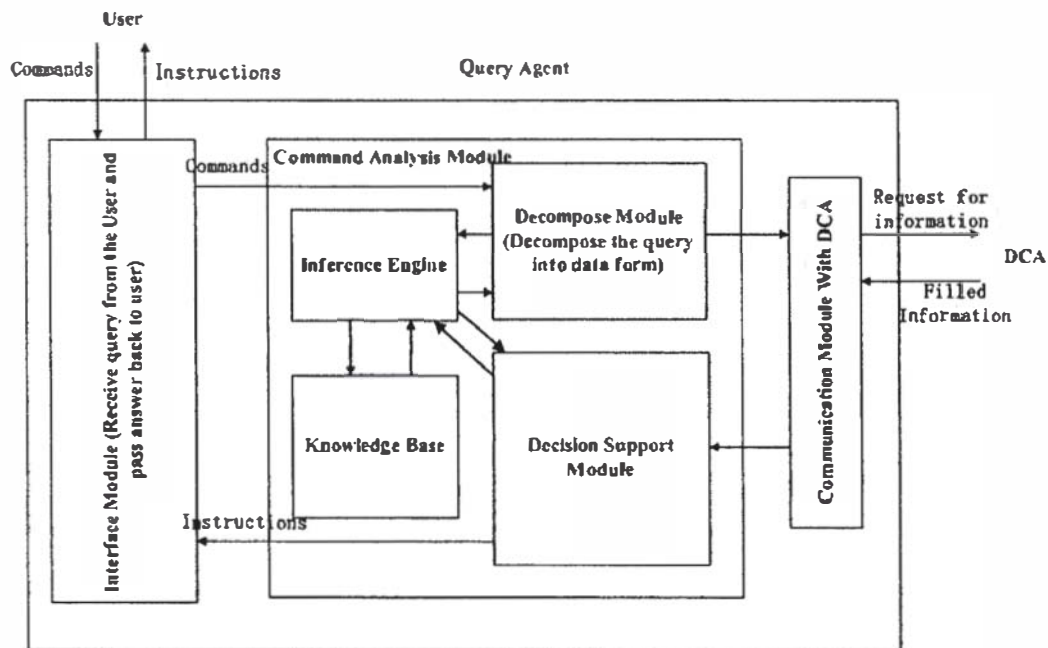 User
Commands
Instructions
Query Agent
Interface Module (Receive query from the User and
pass answer back to user)
Commands
Command Analysis Module
Decompose Module
(Decompose the query
into data form)
Inference Engine
Knowledge Base
Decision Support
Module
Instructions
Communication Module With DCA
Request for
information
DCA
Filled
Information